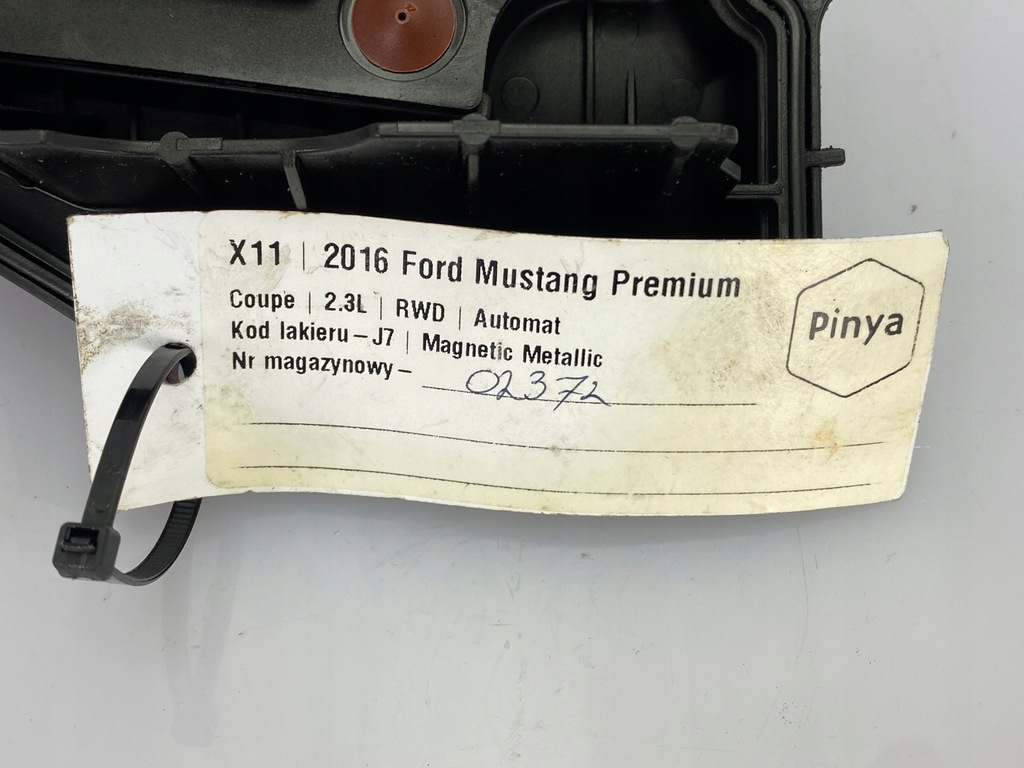 X11 | 2016 Ford Mustang Premium
Coupe | 2.3L | RWD | Automat
Kod lakieru – J7 | Magnetic Metallic
Nr magazynowy – 02372
Pinya